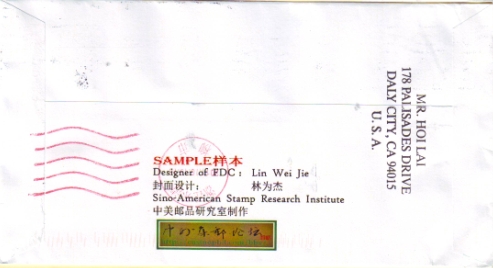 MR. HOI LAI
178 PALISADES DRIVE
DALY CITY, CA 94015
U. S. A.
SAMPLE样本
Designer of FDC： Lin Wei Jie
封面设计： 林为杰
Sino-American Stamp Research Institute
中美邮品研究室制作